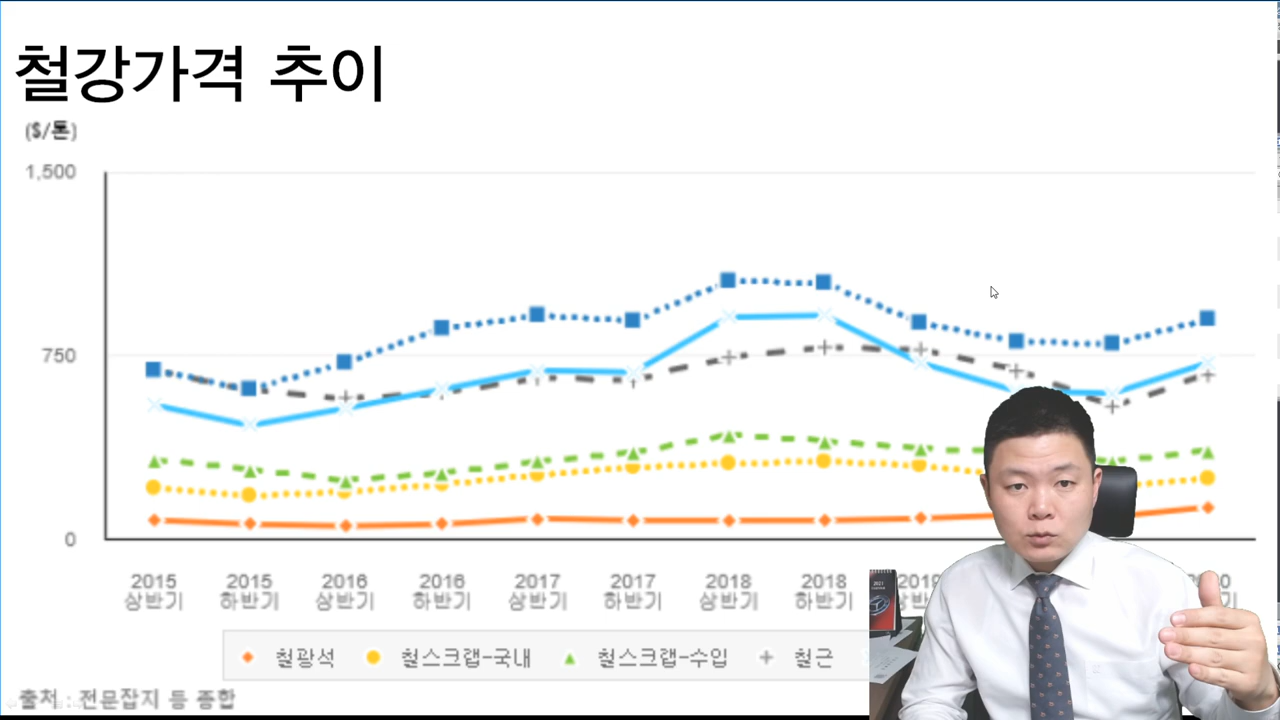 철강가격 추이
($/톤)
1,500
750
0
2015 2015 2016 2016 2017 2017 2018 2018 2019
상반기 하반기 상반기 하반기 상반기 하반기 상반기 하반기
철광석 철스크랩-국내 철스크랩-수입 철근
출처 : 전문잡지 등 종합
2021